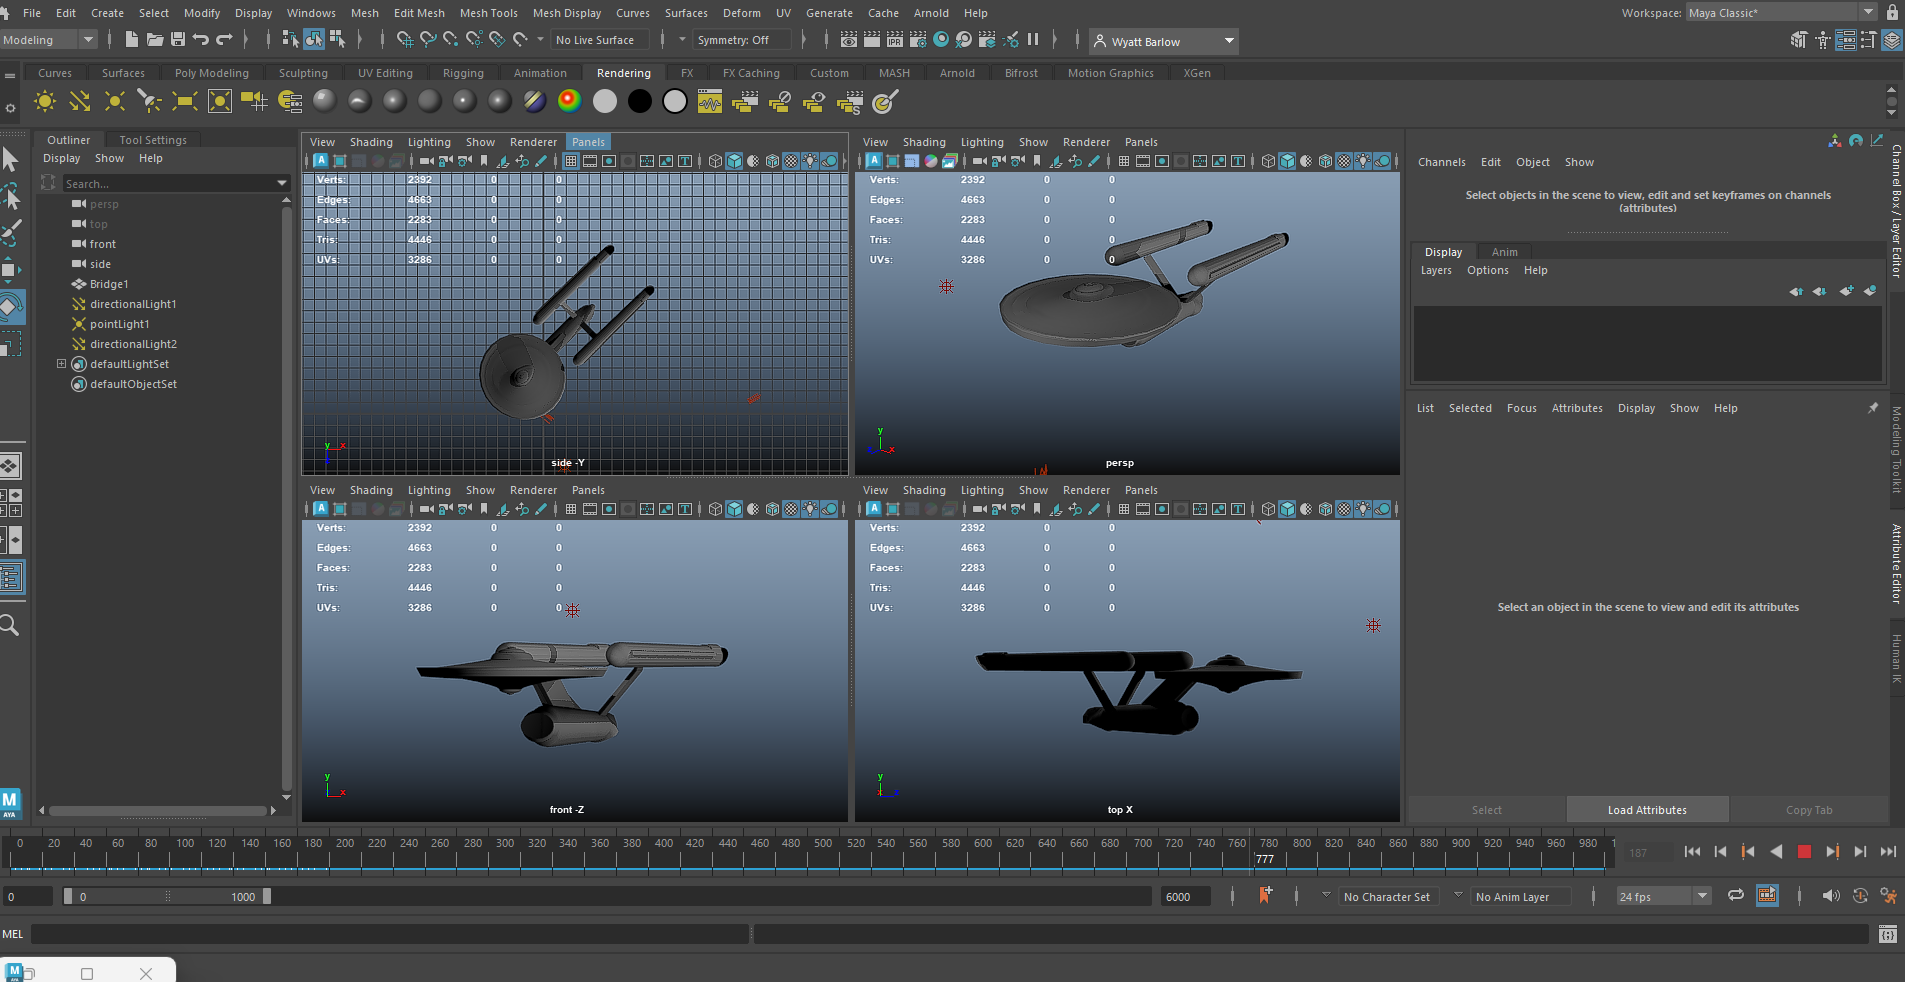 File Edit Create Select Modify Display Windows Mesh Edit Mesh Mesh Tools Mesh Display Curves Surfaces Deform UV Generate Cache Arnold Help Workspace: Maya Classic*
Modeling No Live Surface Symmetry: Off IPR Wyatt Barlow
Curves Surfaces Poly Modeling Sculpting UV Editing Rigging Animation Rendering FX FX Caching Custom MASH Arnold Bifrost Motion Graphics XGen
Outliner Tool Settings
Display Show Help
Search...
persp
top
front
side
Bridge1
directionalLight1
pointLight1
directionalLight2
defaultLightSet
defaultObjectSet
View Shading Lighting Show Renderer Panels
Verts: 2392 0 0
Edges: 4663 0 0
Faces: 2283 0 0
Tris: 4446 0 0
UVs: 3286 0 0
y x
side -Y
View Shading Lighting Show Renderer Panels
Verts: 2392 0 0
Edges: 4663 0 0
Faces: 2283 0 0
Tris: 4446 0 0
UVs: 3286 0 0
y
x
persp
View Shading Lighting Show Renderer Panels
Verts: 2392 0 0
Edges: 4663 0 0
Faces: 2283 0 0
Tris: 4446 0 0
UVs: 3286 0 0
y
x
front -Z
View Shading Lighting Show Renderer Panels
Verts: 2392 0 0
Edges: 4663 0 0
Faces: 2283 0 0
Tris: 4446 0 0
UVs: 3286 0 0
y
top X
Channels Edit Object Show
Select objects in the scene to view, edit and set keyframes on channels
(attributes)
Display Anim
Layers Options Help
List Selected Focus Attributes Display Show Help
Select an object in the scene to view and edit its attributes
Select Load Attributes Copy Tab
Channel Box / Layer Editor
Modeling Toolkit
Attribute Editor
Human IK
M
AYA
0 20 40 60 80 100 120 140 160 180 200 220 240 260 280 300 320 340 360 380 400 420 440 460 480 500 520 540 560 580 600 620 640 660 680 700 720 740 760 780 800 820 840 860 880 900 920 940 960 980 1
777
187
0 0 1000 6000 No Character Set No Anim Layer 24 fps
MEL
M
AYA